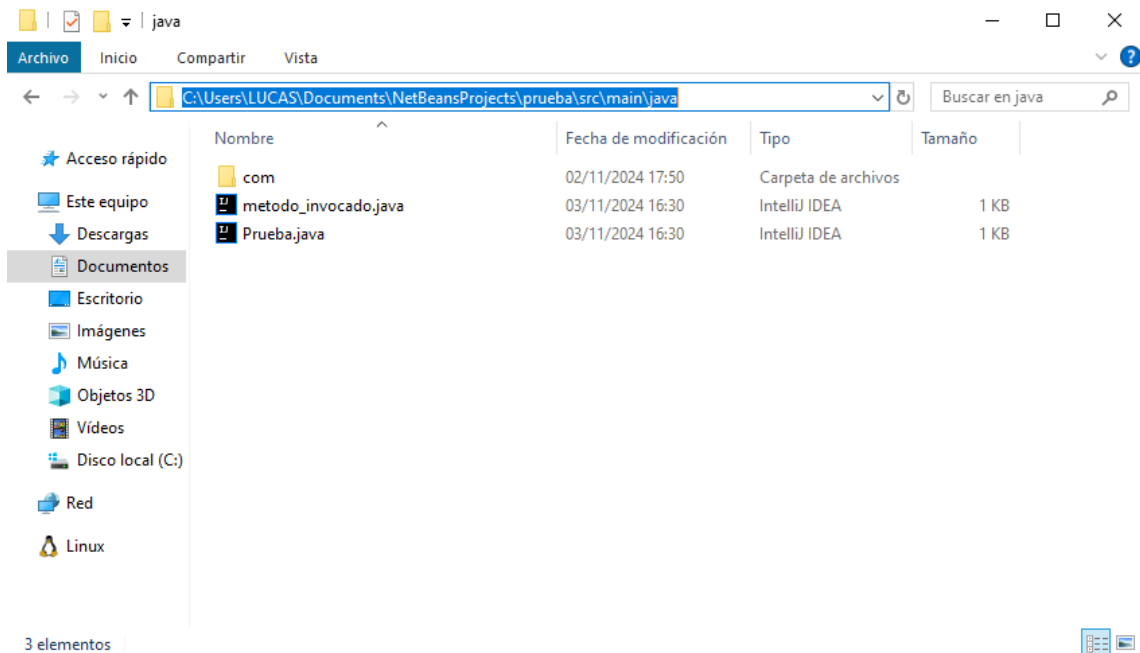 java
Archivo Inicio Compartir Vista
C:\Users\LUCAS\Documents\NetBeansProjects\prueba\src\main\java Buscar en java
Nombre Fecha de modificación Tipo Tamaño
Acceso rápido
com 02/11/2024 17:50 Carpeta de archivos
Este equipo
metodo_invocado.java 03/11/2024 16:30 IntelliJ IDEA 1 KB
Descargas
Prueba.java 03/11/2024 16:30 IntelliJ IDEA 1 KB
Documentos
Escritorio
Imágenes
Música
Objetos 3D
Vídeos
Disco local (C:)
Red
Linux
3 elementos